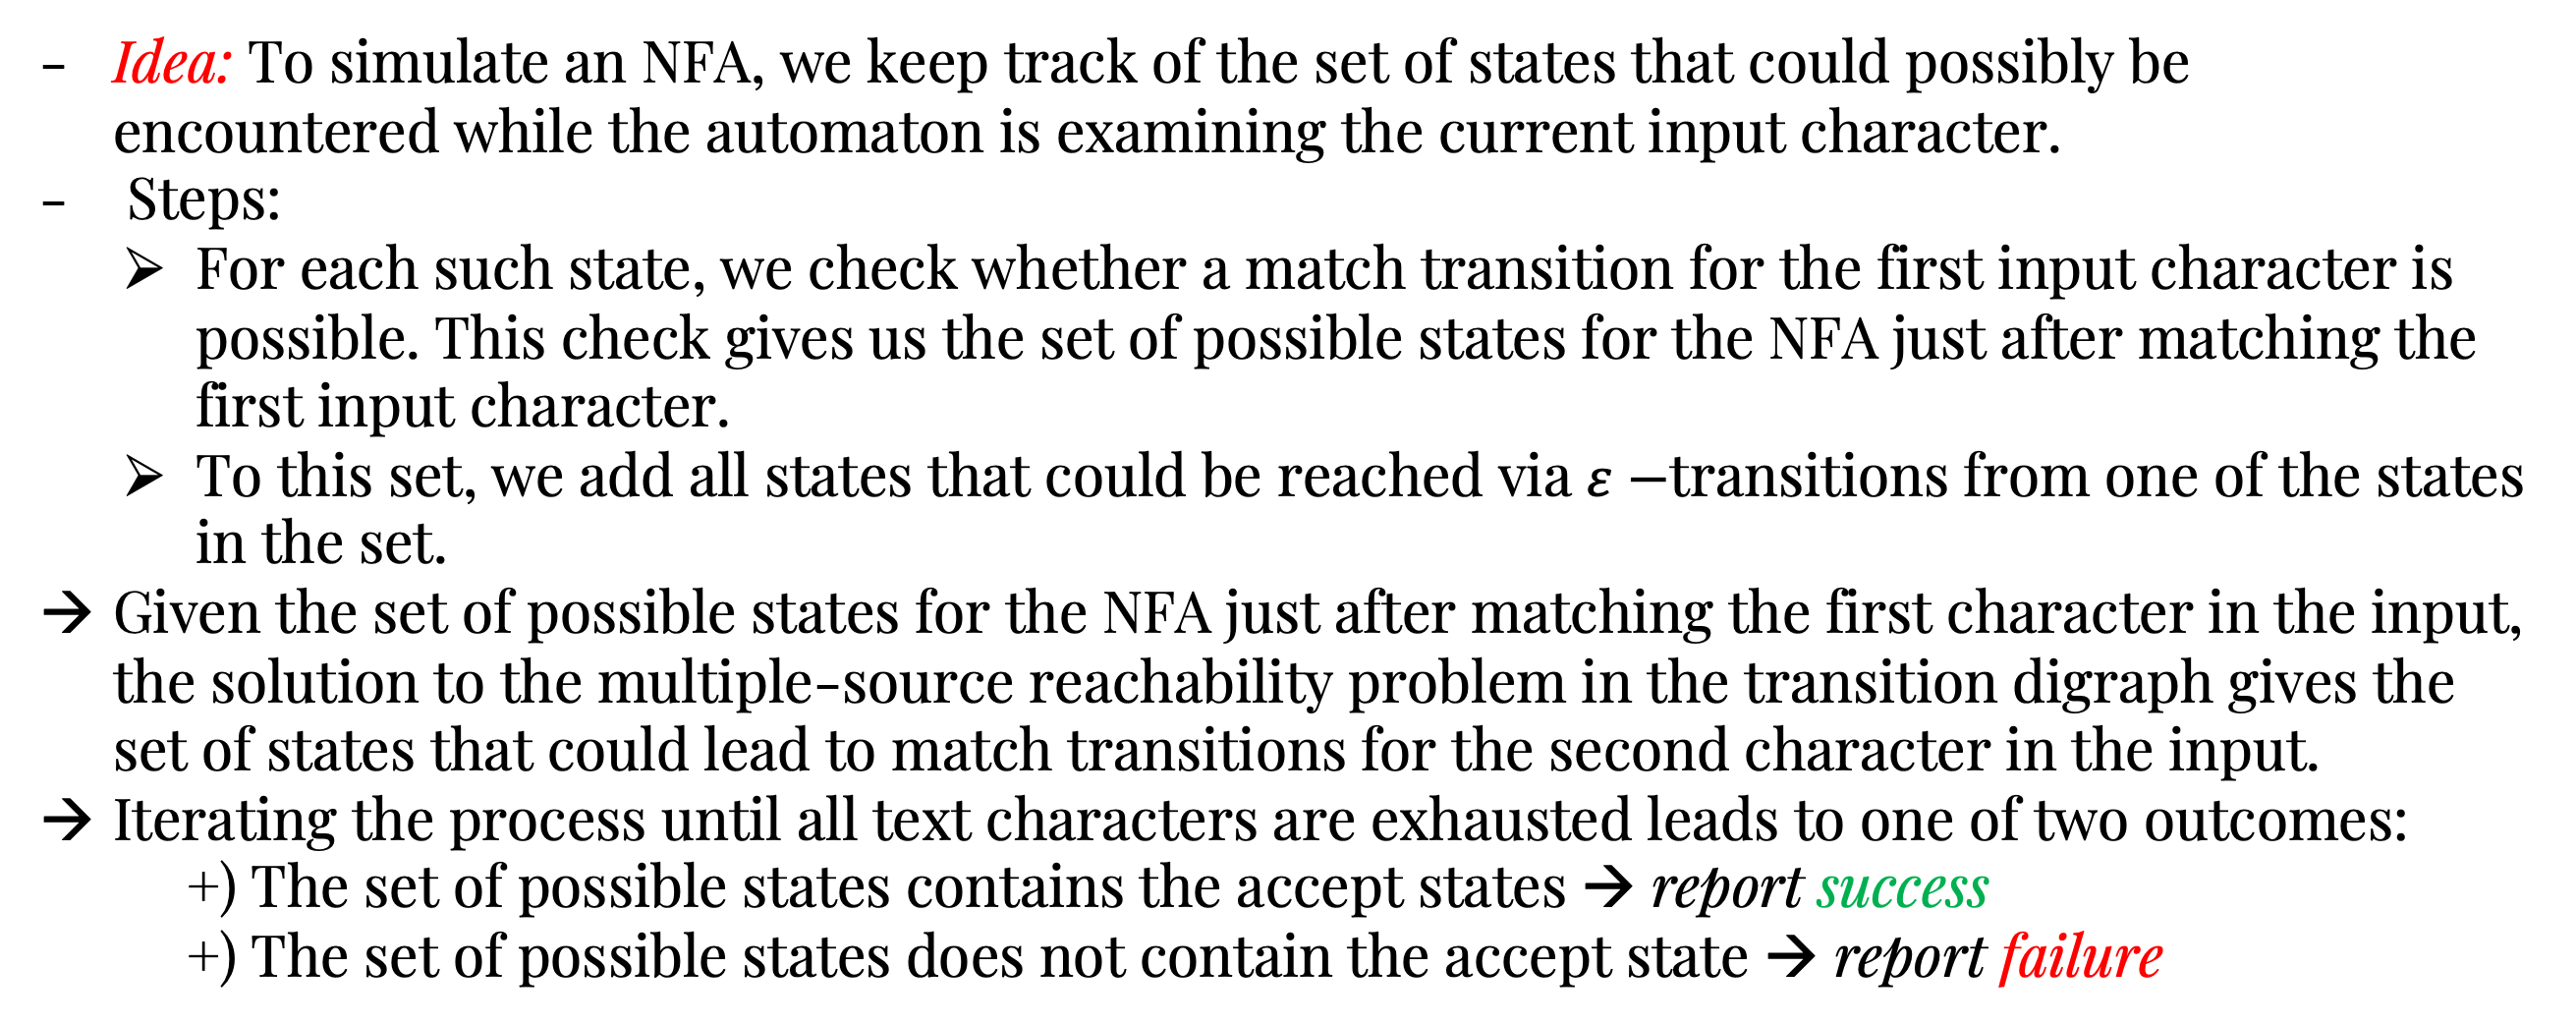 - Idea: To simulate an NFA, we keep track of the set of states that could possibly be
encountered while the automaton is examining the current input character.
- Steps:
➢ For each such state, we check whether a match transition for the first input character is
possible. This check gives us the set of possible states for the NFA just after matching the
first input character.
➢ To this set, we add all states that could be reached via ε −transitions from one of the states
in the set.
→ Given the set of possible states for the NFA just after matching the first character in the input,
the solution to the multiple-source reachability problem in the transition digraph gives the
set of states that could lead to match transitions for the second character in the input.
→ Iterating the process until all text characters are exhausted leads to one of two outcomes:
+) The set of possible states contains the accept states → report success
+) The set of possible states does not contain the accept state → report failure